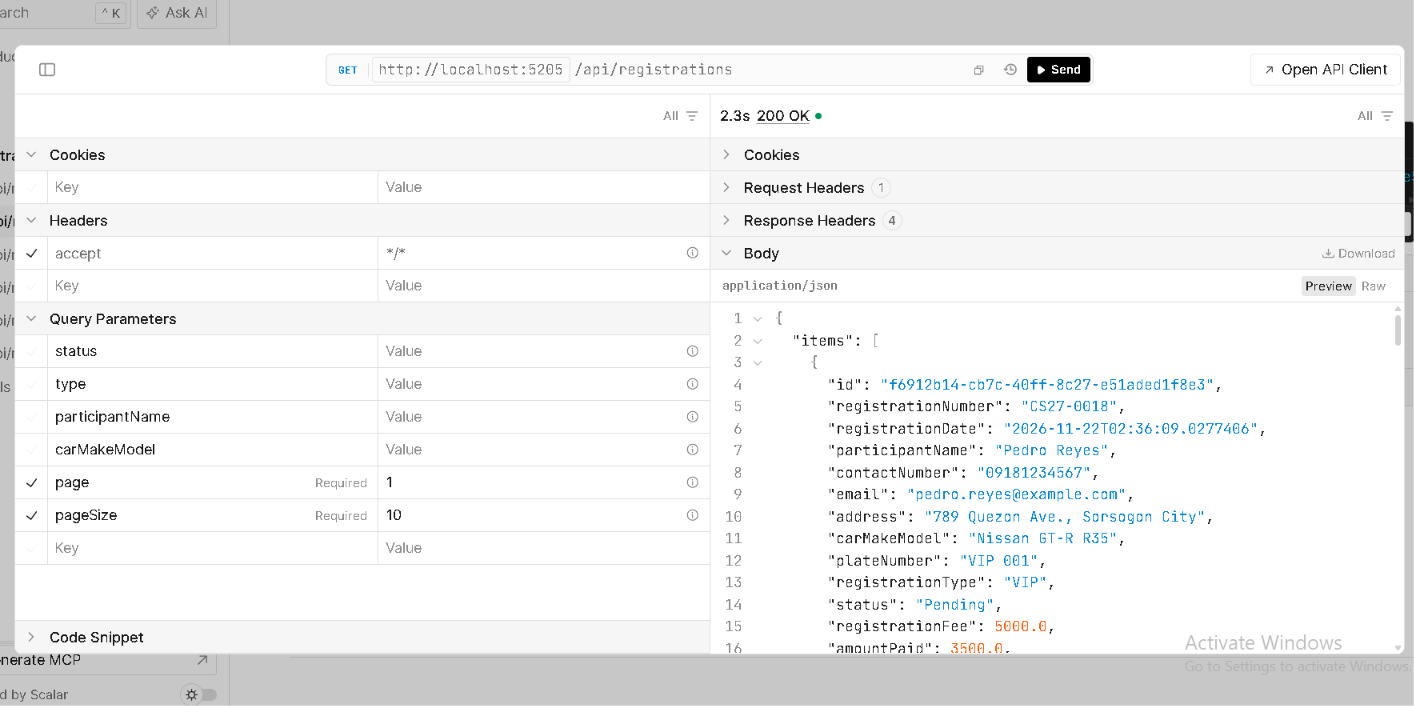 arch ^ K Ask AI
GET http://localhost:5205 /api/registrations Send Open API Client
All
2.3s 200 OK All
Cookies
Key Value
Headers
accept */*
Key Value
Query Parameters
status Value
type Value
participantName Value
carMakeModel Value
page Required 1
pageSize Required 10
Key Value
Code Snippet
Cookies
Request Headers 1
Response Headers 4
Body Download
application/json Preview Raw
1 {
2 "items": [
3 {
4 "id": "f6912b14-cb7c-40ff-8c27-e51aded1f8e3",
5 "registrationNumber": "CS27-0018",
6 "registrationDate": "2026-11-22T02:36:09.0277406",
7 "participantName": "Pedro Reyes",
8 "contactNumber": "09181234567",
9 "email": "pedro.reyes@example.com",
10 "address": "789 Quezon Ave., Sorsogon City",
11 "carMakeModel": "Nissan GT-R R35",
12 "plateNumber": "VIP 001",
13 "registrationType": "VIP",
14 "status": "Pending",
15 "registrationFee": 5000.0,
16 "amountPaid": 3500.0,
Activate Windows
Go to Settings to activate Windows.
nerate MCP
d by Scalar